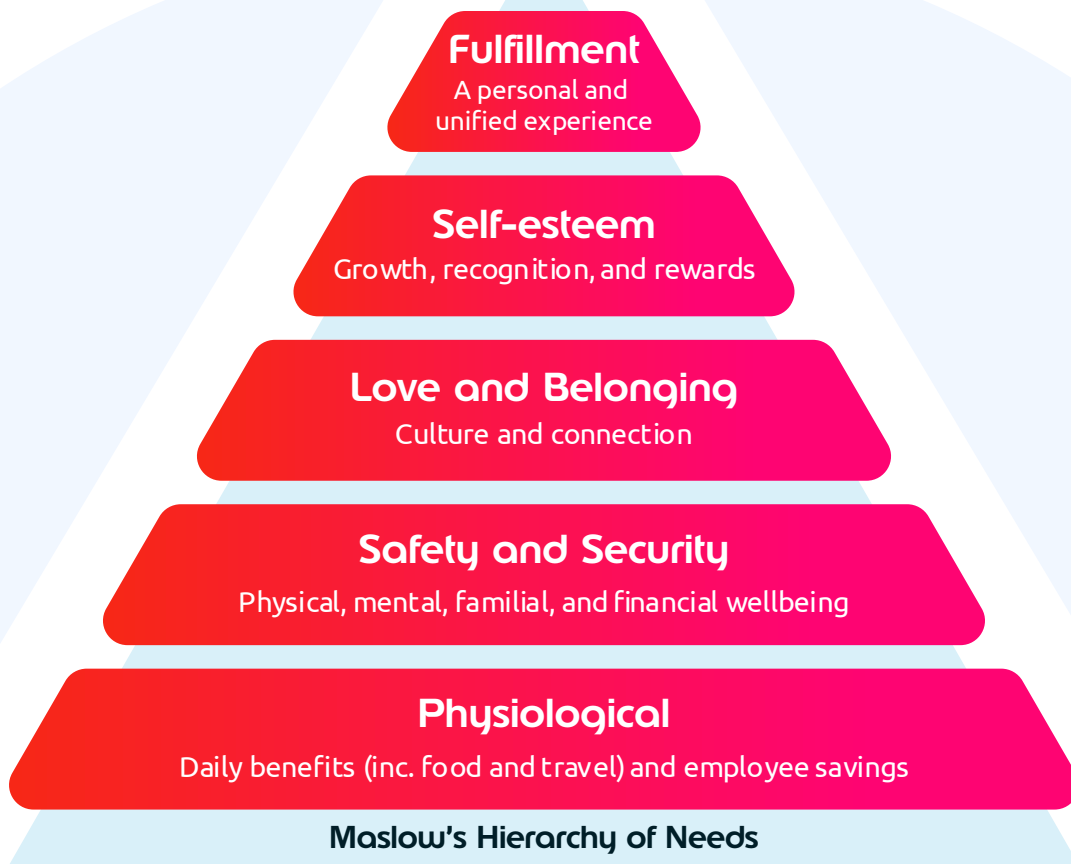 Fulfillment
A personal and
unified experience
Self-esteem
Growth, recognition, and rewards
Love and Belonging
Culture and connection
Safety and Security
Physical, mental, familial, and financial wellbeing
Physiological
Daily benefits (inc. food and travel) and employee savings
Maslow's Hierarchy of Needs